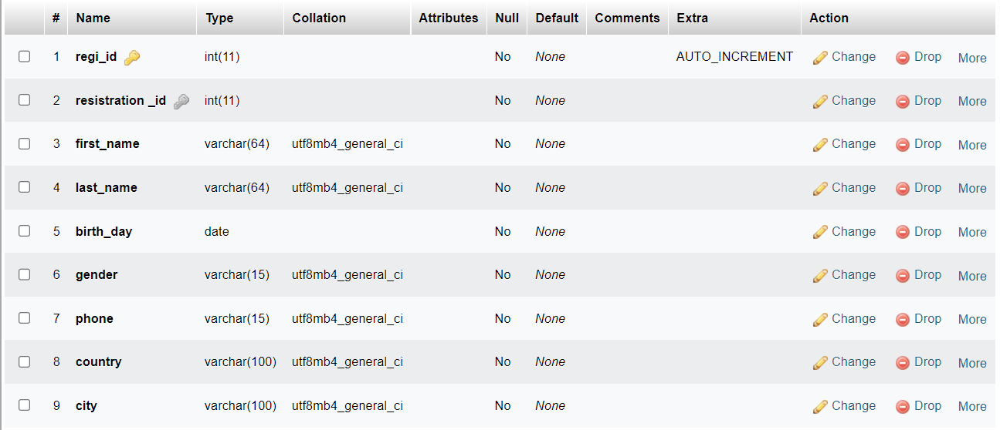 # Name Type Collation Attributes Null Default Comments Extra Action
1 regi_id int(11) No None AUTO_INCREMENT Change Drop More
2 resistration _id int(11) No None Change Drop More
3 first_name varchar(64) utf8mb4_general_ci No None Change Drop More
4 last_name varchar(64) utf8mb4_general_ci No None Change Drop More
5 birth_day date No None Change Drop More
6 gender varchar(15) utf8mb4_general_ci No None Change Drop More
7 phone varchar(15) utf8mb4_general_ci No None Change Drop More
8 country varchar(100) utf8mb4_general_ci No None Change Drop More
9 city varchar(100) utf8mb4_general_ci No None Change Drop More